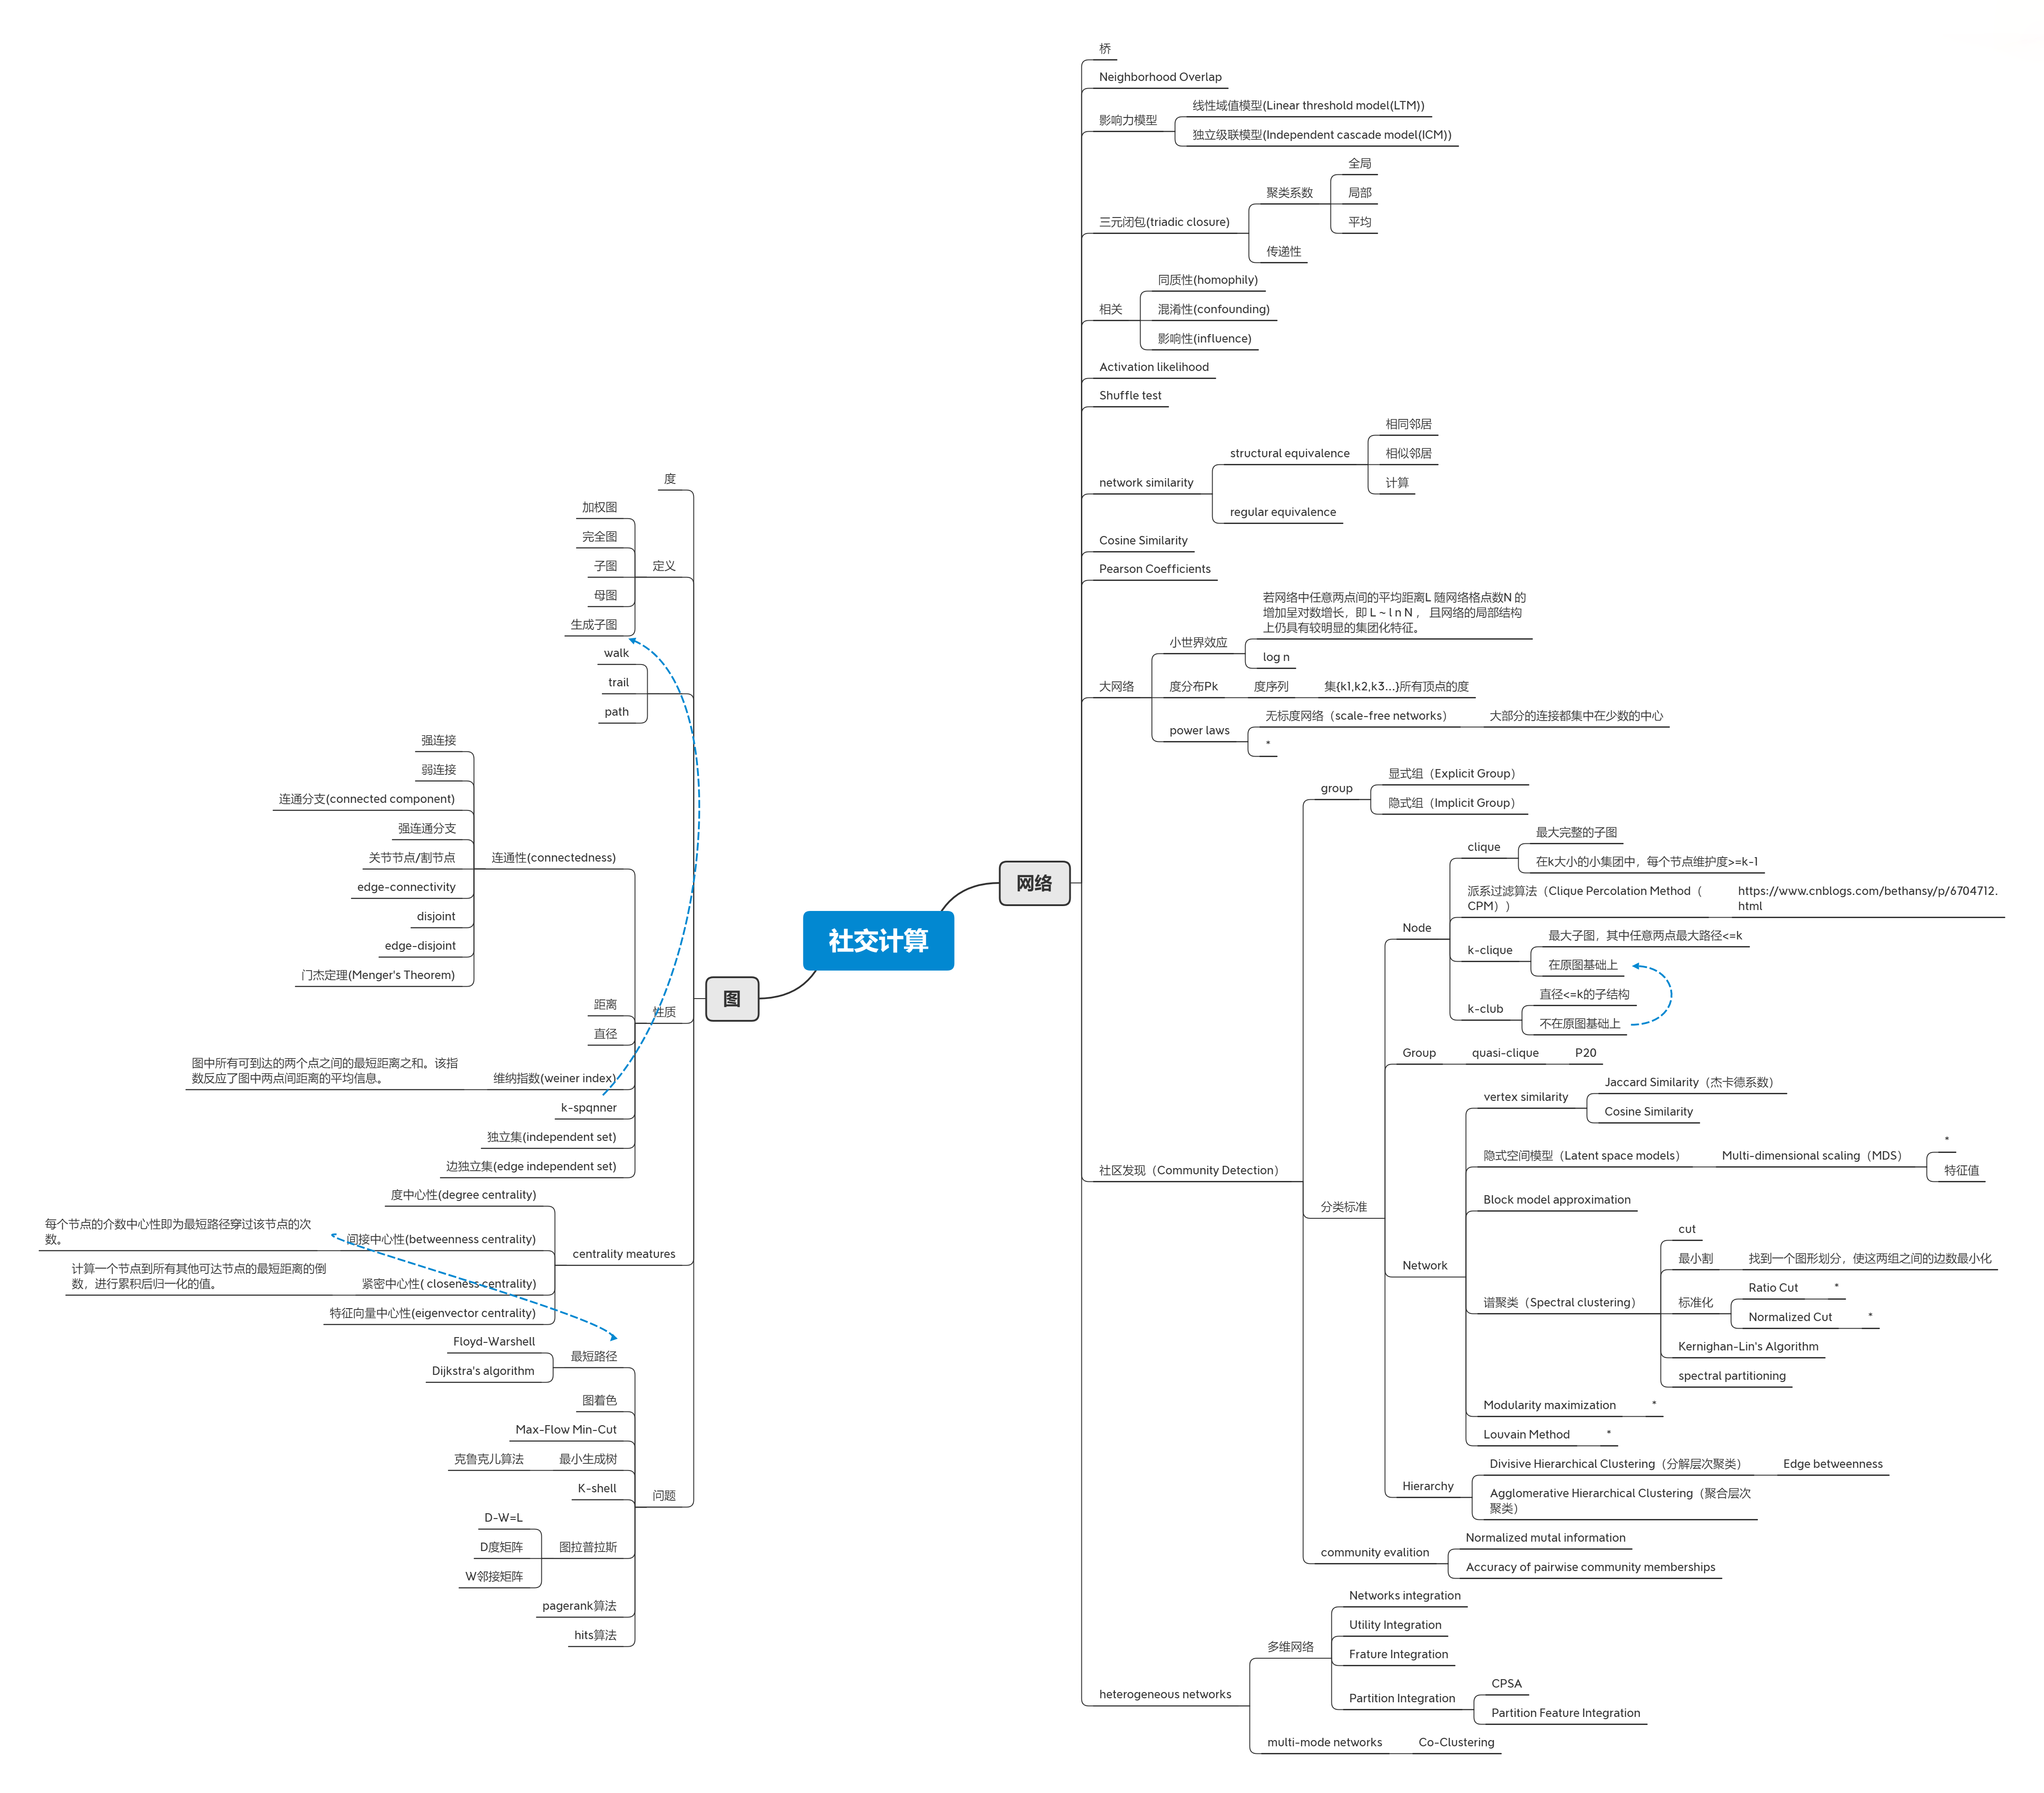 社交计算
网络
桥
Neighborhood Overlap
影响力模型
线性域值模型(Linear threshold model(LTM))
独立级联模型(Independent cascade model(ICM))
三元闭包(triadic closure)
聚类系数
全局
局部
平均
传递性
相关
同质性(homophily)
混淆性(confounding)
影响性(influence)
Activation likelihood
Shuffle test
network similarity
structural equivalence
相同邻居
相似邻居
计算
regular equivalence
Cosine Similarity
Pearson Coefficients
大网络
小世界效应
若网络中任意两点间的平均距离L 随网络格点数N 的
增加呈对数增长，即 L ~ l n N ， 且网络的局部结构
上仍具有较明显的集团化特征。
log n
度分布Pk
度序列
集{k1,k2,k3...}所有顶点的度
power laws
无标度网络（scale-free networks）
大部分的连接都集中在少数的中心
*
社区发现（Community Detection）
group
显式组（Explicit Group）
隐式组（Implicit Group）
分类标准
Node
clique
最大完整的子图
在k大小的小集团中，每个节点维护度>=k-1
派系过滤算法（Clique Percolation Method（
CPM））
https://www.cnblogs.com/bethansy/p/6704712.
html
k-clique
最大子图，其中任意两点最大路径<=k
在原图基础上
k-club
直径<=k的子结构
不在原图基础上
Group
quasi-clique
P20
Network
vertex similarity
Jaccard Similarity（杰卡德系数）
Cosine Similarity
隐式空间模型（Latent space models）
Multi-dimensional scaling（MDS）
*
特征值
Block model approximation
谱聚类（Spectral clustering）
cut
最小割
找到一个图形划分，使这两组之间的边数最小化
标准化
Ratio Cut
*
Normalized Cut
*
Kernighan-Lin's Algorithm
spectral partitioning
Modularity maximization
*
Louvain Method
*
Hierarchy
Divisive Hierarchical Clustering（分解层次聚类）
Edge betweenness
Agglomerative Hierarchical Clustering（聚合层次
聚类）
community evalition
Normalized mutal information
Accuracy of pairwise community memberships
heterogeneous networks
多维网络
Networks integration
Utility Integration
Frature Integration
Partition Integration
CPSA
Partition Feature Integration
multi-mode networks
Co-Clustering
图
度
定义
加权图
完全图
子图
母图
生成子图
walk
trail
path
性质
连通性(connectedness)
强连接
弱连接
连通分支(connected component)
强连通分支
关节节点/割节点
edge-connectivity
disjoint
edge-disjoint
门杰定理(Menger's Theorem)
距离
直径
维纳指数(weiner index)
图中所有可到达的两个点之间的最短距离之和。该指
数反应了图中两点间距离的平均信息。
k-spqnner
独立集(independent set)
边独立集(edge independent set)
centrality meatures
度中心性(degree centrality)
间接中心性(betweenness centrality)
每个节点的介数中心性即为最短路径穿过该节点的次
数。
紧密中心性( closeness centrality)
计算一个节点到所有其他可达节点的最短距离的倒
数，进行累积后归一化的值。
特征向量中心性(eigenvector centrality)
问题
最短路径
Floyd-Warshell
Dijkstra's algorithm
图着色
Max-Flow Min-Cut
最小生成树
克鲁克儿算法
K-shell
图拉普拉斯
D-W=L
D度矩阵
W邻接矩阵
pagerank算法
hits算法